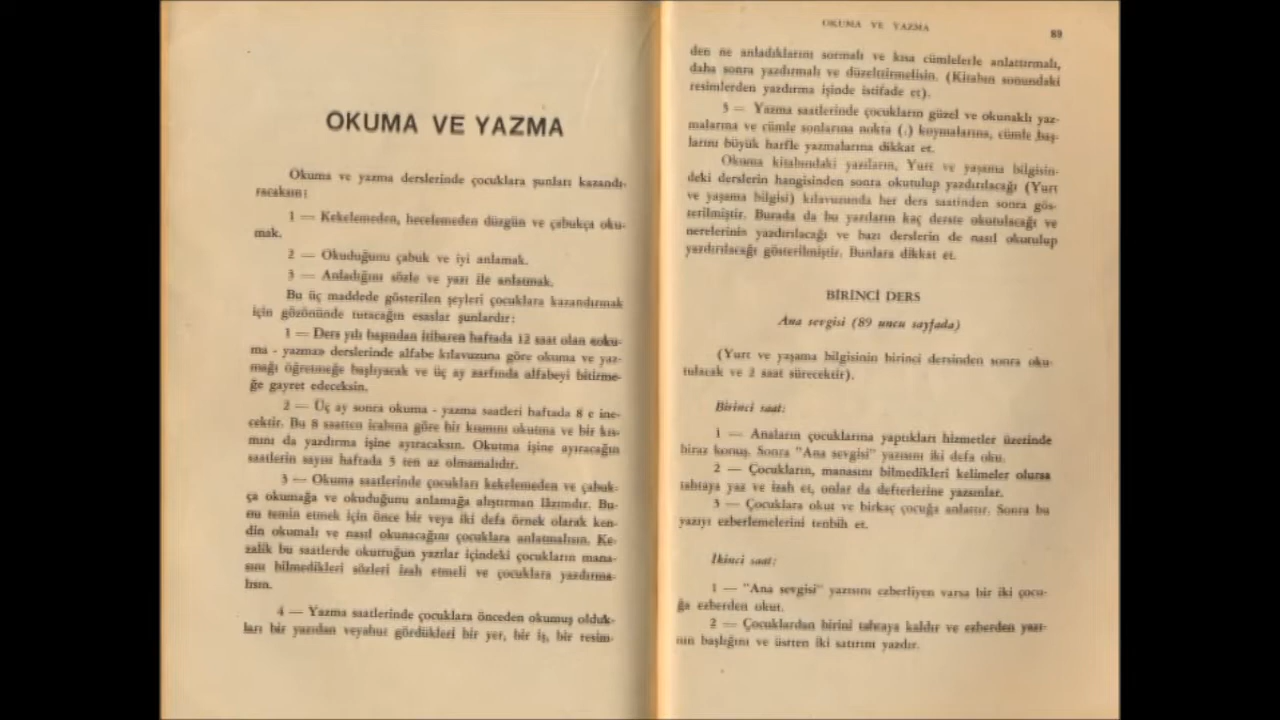 OKUMA VE YAZMA
Okuma ve yazma derslerinde çocuklara şunları kazandı-
racaksın:
1 — Kekelemeden, hecelemeden düzgün ve çabukça oku-
mak.
2 — Okuduğunu çabuk ve iyi anlamak.
3 — Anladığını sözle ve yazı ile anlatmak.
Bu üç maddede gösterilen şeyleri çocuklara kazandırmak
için gözönünde tutacağın esaslar şunlardır:
1 — Ders yılı başından itibaren haftada 12 saat olan «oku-
ma - yazma» derslerinde alfabe kılavuzuna göre okuma ve yaz-
mağı öğretmeğe başlıyacak ve üç ay zarfında alfabeyi bitirme-
ğe gayret edeceksin.
2 — Üç ay sonra okuma - yazma saatleri haftada 8 e ine-
cektir. Bu 8 saatten icabına göre bir kısmını okutma ve bir kıs-
mını da yazdırma işine ayıracaksın. Okutma işine ayıracağın
saatlerin sayısı haftada 5 ten az olmamalıdır.
3 — Okuma saatlerinde çocukları kekelemeden ve çabuk-
ça okumağa ve okuduğunu anlamağa alıştırman lâzımdır. Bu-
nu temin etmek için önce bir veya iki defa örnek olarak ken-
din okumalı ve nasıl okunacağını çocuklara anlatmalısın. Ke-
zalik bu saatlerde okuttuğun yazılar içindeki çocukların mana-
sını bilmedikleri sözleri izah etmeli ve çocuklara yazdırma-
lısın.
4 — Yazma saatlerinde çocuklara önceden okumuş olduk-
ları bir yazıdan veyahut gördükleri bir yer, bir iş, bir resim-
OKUMA VE YAZMA
89
den ne anladıklarını sormalı ve kısa cümlelerle anlattırmalı,
daha sonra yazdırmalı ve düzelttirmelisin. (Kitabın sonundaki
resimlerden yazdırma işinde istifade et).
5 — Yazma saatlerinde çocukların güzel ve okunaklı yaz-
malarına ve cümle sonlarına nokta (.) koymalarına, cümle baş-
larını büyük harfle yazmalarına dikkat et.
Okuma kitabındaki yazıların, Yurt ve yaşama bilgisin-
deki derslerin hangisinden sonra okutulup yazdırılacağı (Yurt
ve yaşama bilgisi) kılavuzunda her ders saatinden sonra gös-
terilmiştir. Burada da bu yazıların kaç derste okutulacağı ve
nerelerinin yazdırılacağı ve bazı derslerin de nasıl okutulup
yazdırılacağı gösterilmiştir. Bunlara dikkat et.
BİRİNCİ DERS
Ana sevgisi (89 uncu sayfada)
(Yurt ve yaşama bilgisinin birinci dersinden sonra oku-
tulacak ve 2 saat sürecektir).
Birinci saat:
1 — Anaların çocuklarına yaptıkları hizmetler üzerinde
biraz konuş. Sonra "Ana sevgisi" yazısını iki defa oku.
2 — Çocukların, manasını bilmedikleri kelimeler olursa
tahtaya yaz ve izah et, onlar da defterlerine yazsınlar.
3 — Çocuklara okut ve birkaç çocuğa anlattır. Sonra bu
yazıyı ezberlemelerini tenbih et.
İkinci saat:
1 — "Ana sevgisi" yazısını ezberliyen varsa bir iki çocu-
ğa ezberden okut.
2 — Çocuklardan birini tahtaya kaldır ve ezberden yazı-
nın başlığını ve üstten iki satırını yazdır.